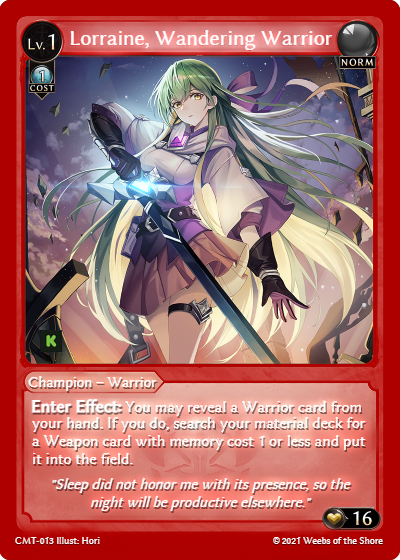 Lv.1 Lorraine, Wandering Warrior
NORM
1
COST
K
Champion – Warrior
Enter Effect: You may reveal a Warrior card from
your hand. If you do, search your material deck for
a Weapon card with memory cost 1 or less and put
it into the field.
"Sleep did not honor me with its presence, so the
night will be productive elsewhere."
16
CMT-013 Illust: Hori
© 2021 Weebs of the Shore